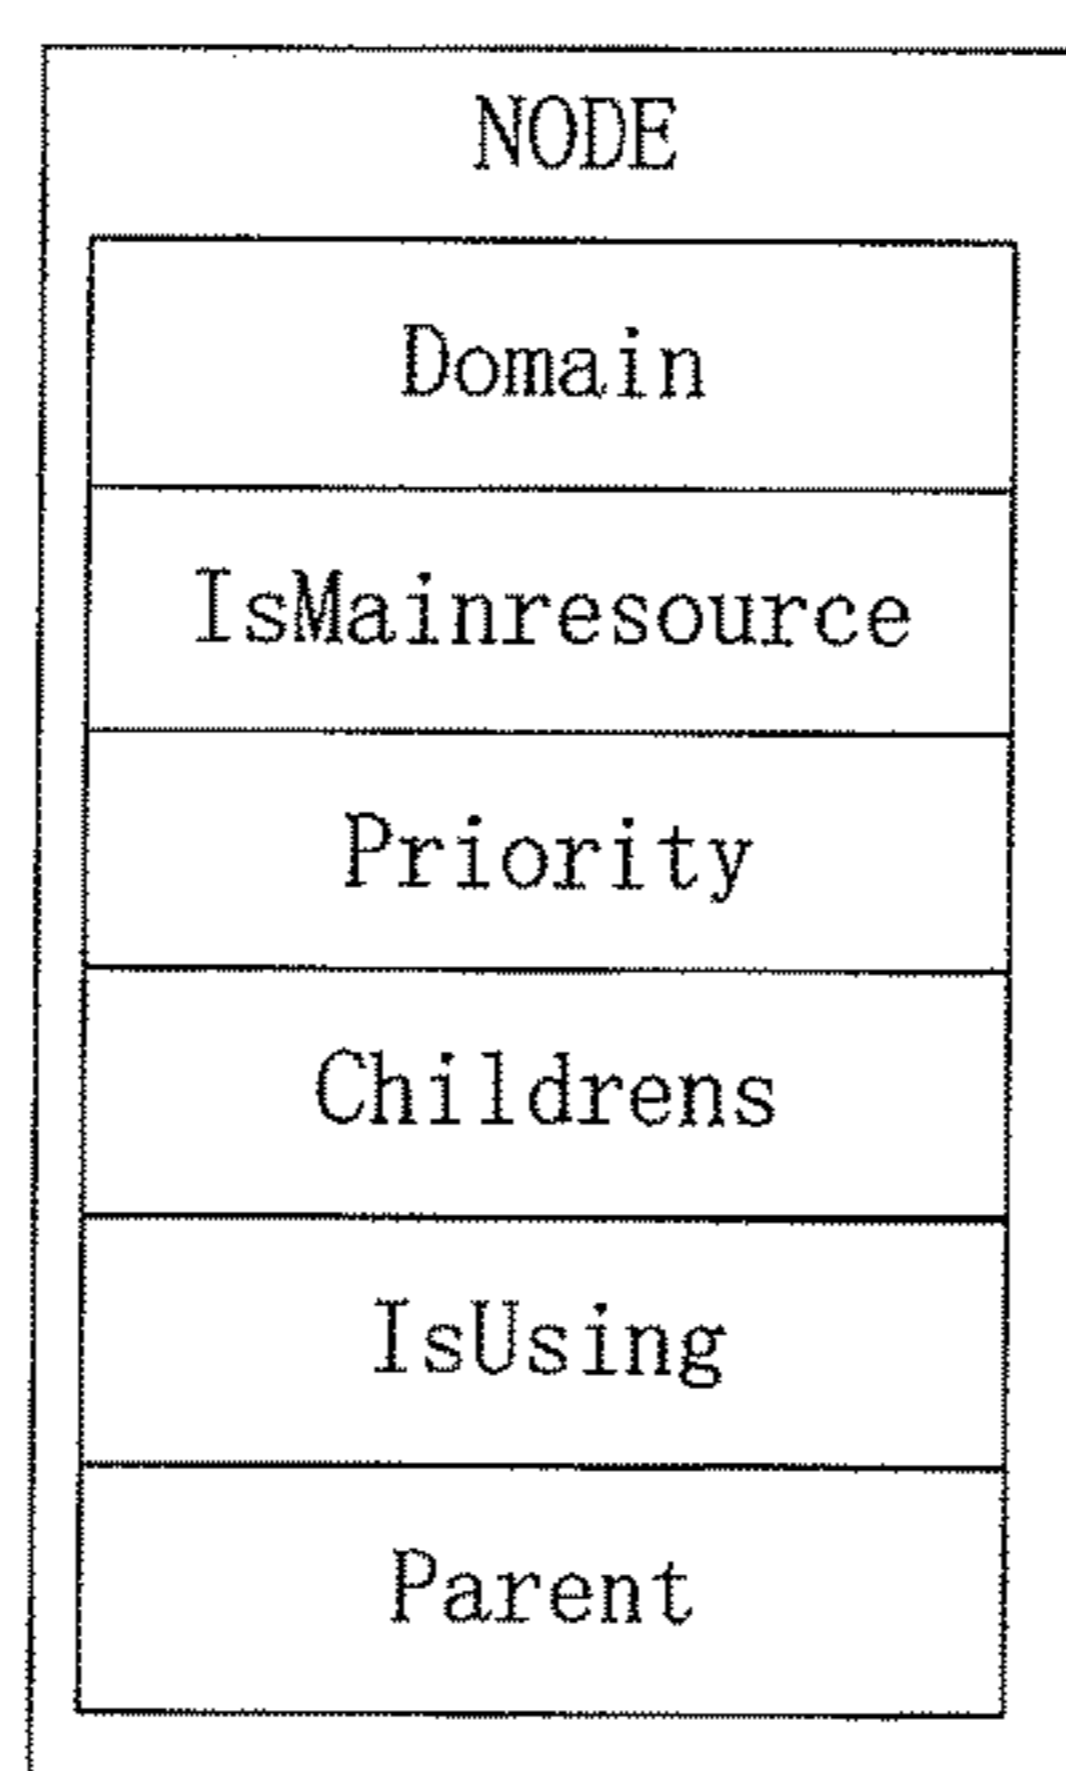 NODE
Domain
IsMainresource
Priority
Childrens
IsUsing
Parent